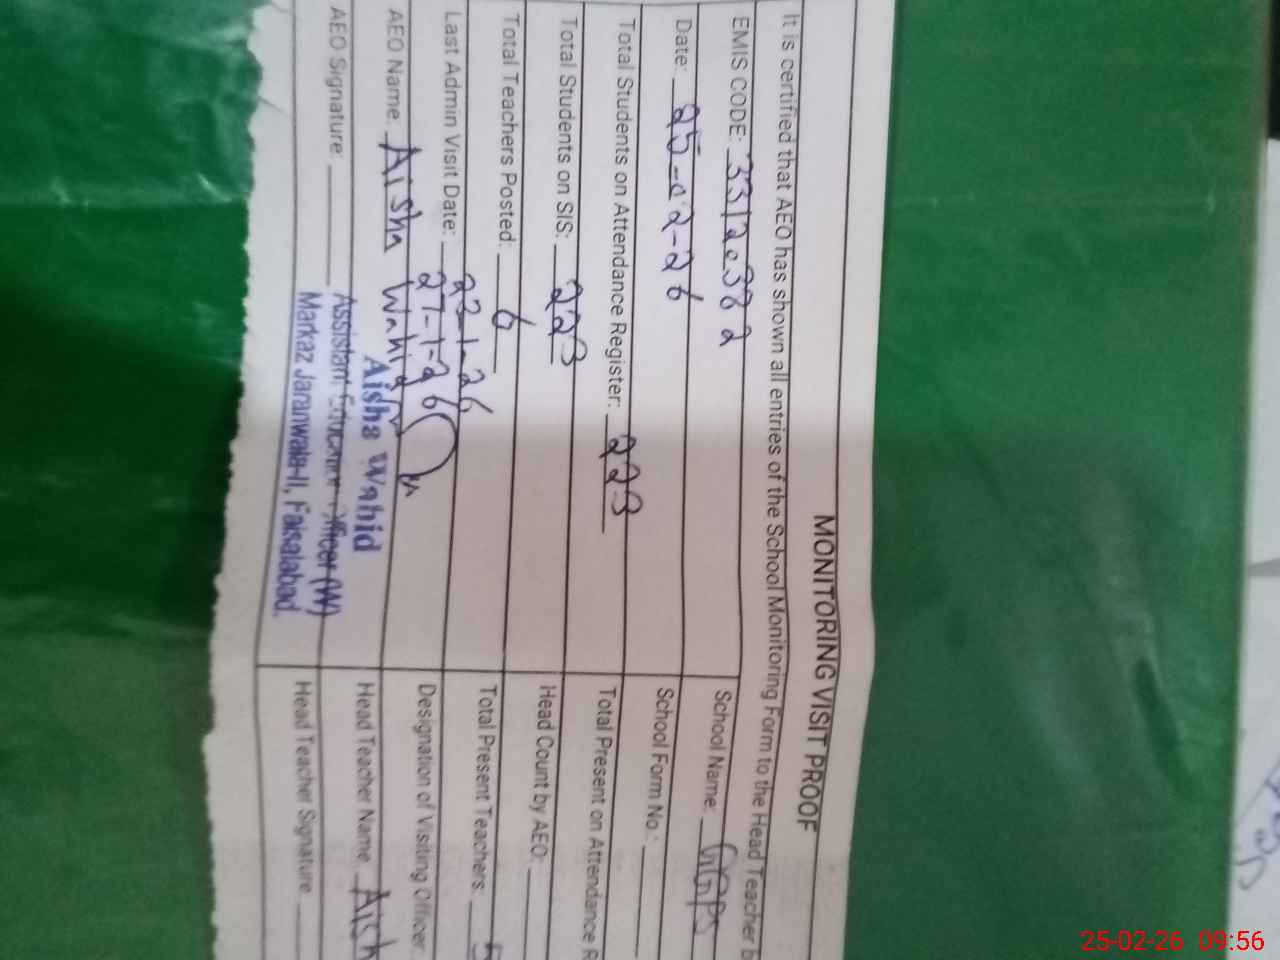 MONITORING VISIT PROOF
It is certified that AEO has shown all entries of the School Monitoring Form to the Head Teacher
EMIS CODE: 33120382 School Name: GGPS
Date: 25-02-26 School Form No.:
Total Students on Attendance Register: 223 Total Present on Attendance R
Total Students on SIS: 223 Head Count by AEO:
Total Teachers Posted: 6 Total Present Teachers: 5
Last Admin Visit Date: 23-1-26 Designation of Visiting Officer:
27-1-26
AEO Name: Aisha Wahid Head Teacher Name Aish
AEO Signature: Head Teacher Signature
Aisha Wahid
Assistant Education Officer (W)
Markaz Jaranwala-II, Faisalabad.
25-02-26 09:56